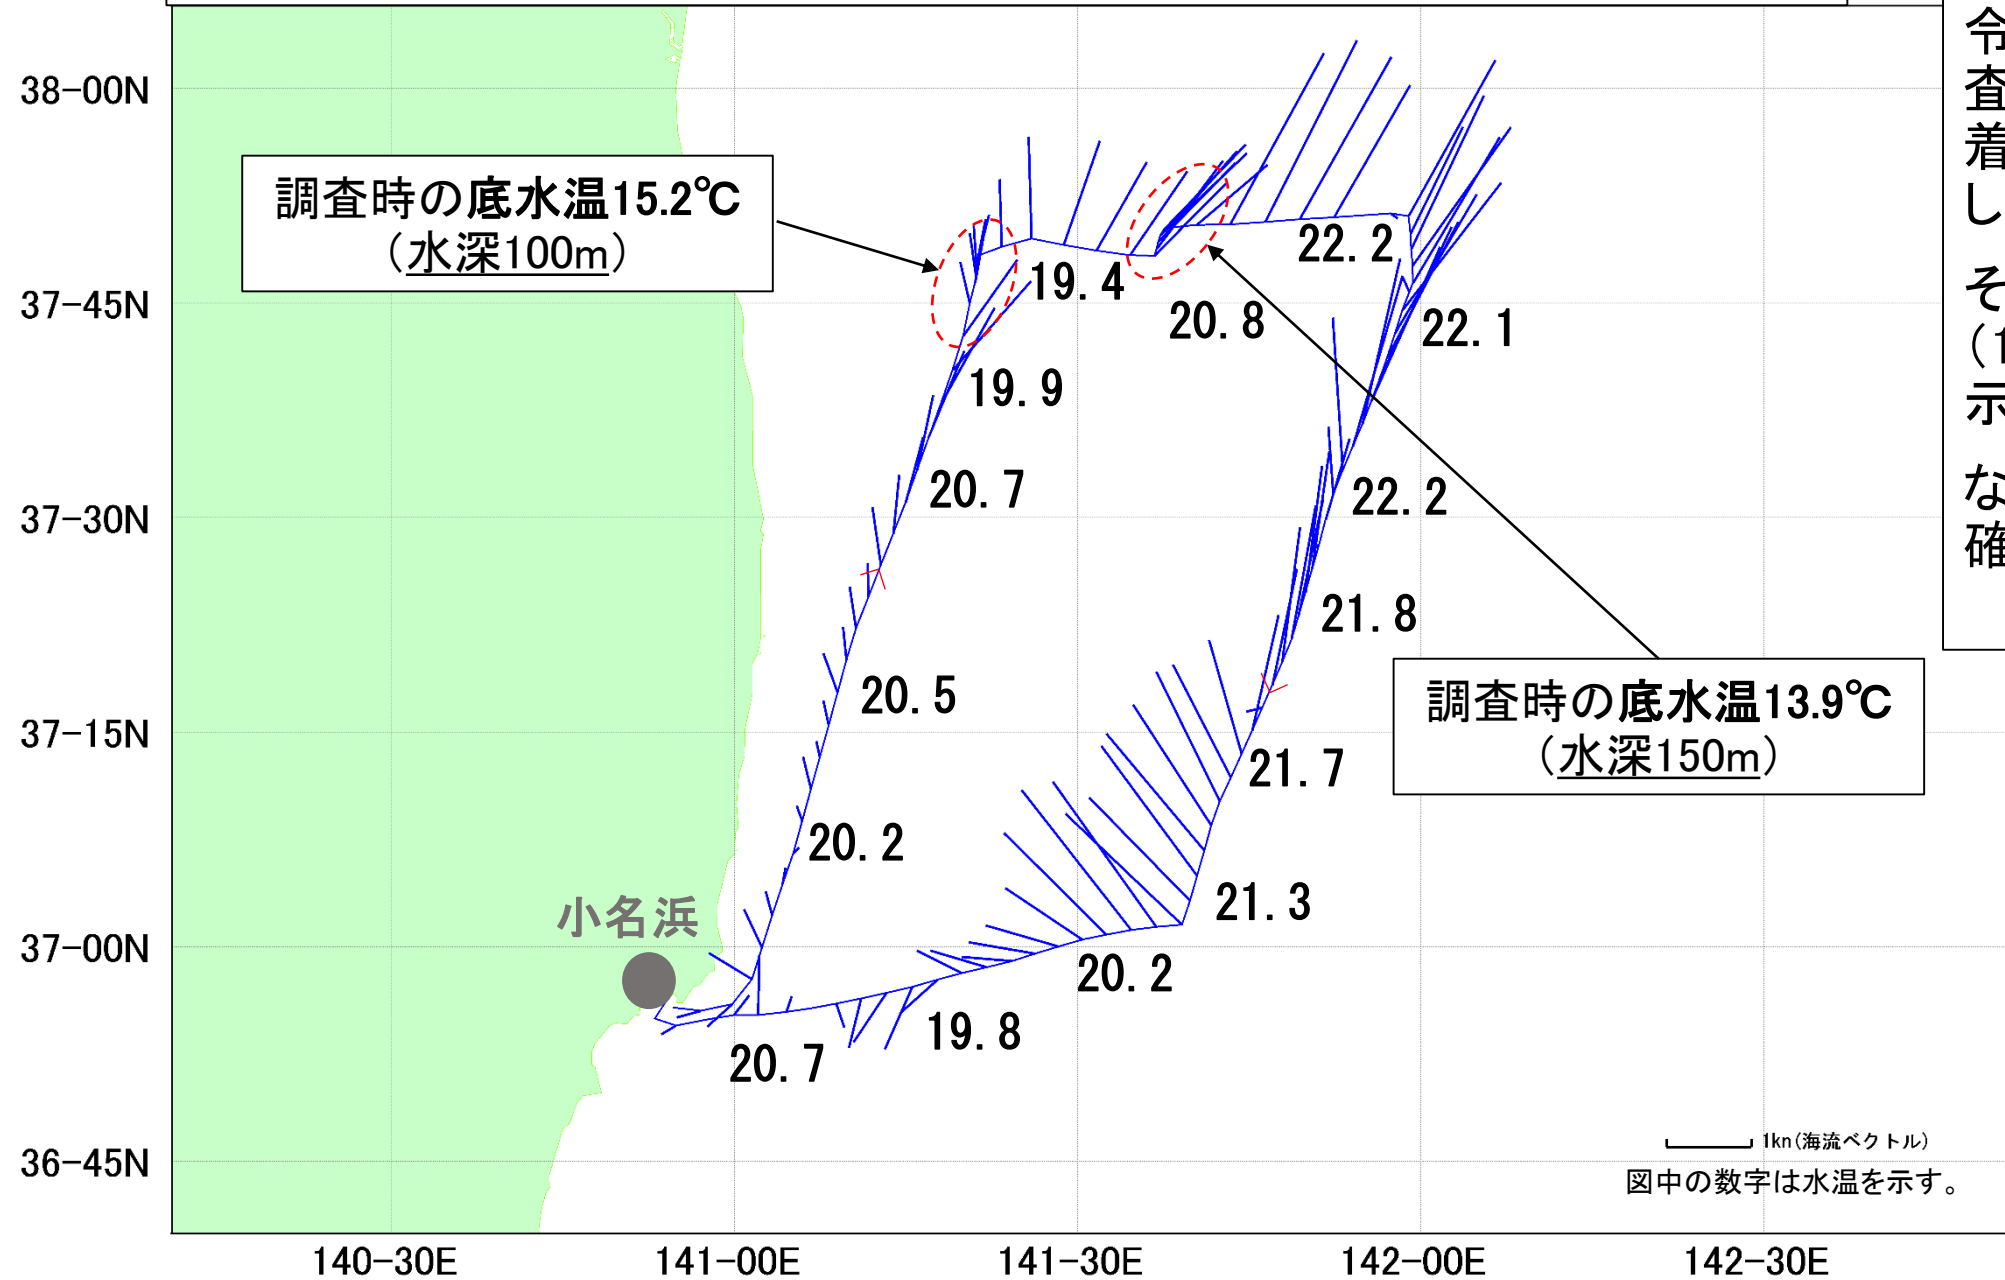 38-00N
37-45N
37-30N
37-15N
37-00N
36-45N
140-30E
141-00E
141-30E
142-00E
142-30E
調査時の底水温15.2℃
(水深100m)
19.4
20.8
22.2
22.1
19.9
20.7
22.2
21.8
20.5
調査時の底水温13.9℃
(水深150m)
21.7
20.2
21.3
小名浜
20.2
19.8
20.7
1kn(海流ベクトル)
図中の数字は水温を示す。
令
査
着
し
そ
(1
示
な
確